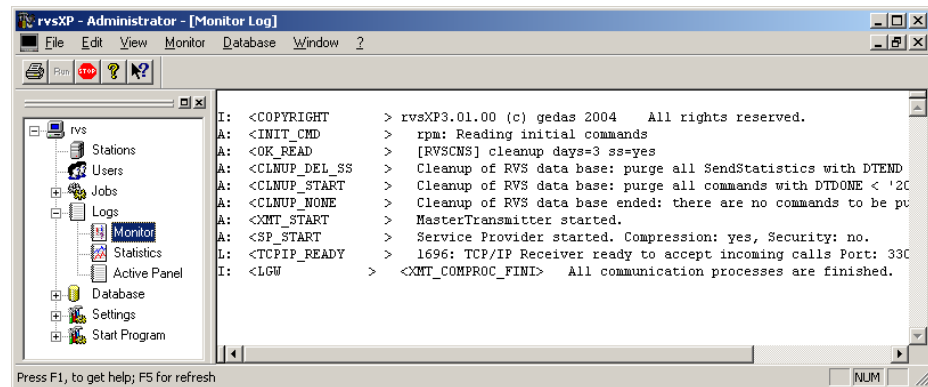 rvsXP - Administrator - [Monitor Log]
File Edit View Monitor Database Window ?
Run STOP ? ?
rvs
Stations
Users
Jobs
Logs
Monitor
Statistics
Active Panel
Database
Settings
Start Program
I: <COPYRIGHT > rvsXP3.01.00 (c) gedas 2004 All rights reserved.
A: <INIT_CMD > rpm: Reading initial commands
A: <OK_READ > [RVSCNS] cleanup days=3 ss=yes
A: <CLNUP_DEL_SS > Cleanup of RVS data base: purge all SendStatistics with DTEND
A: <CLNUP_START > Cleanup of RVS data base: purge all commands with DTDONE < '20
A: <CLNUP_NONE > Cleanup of RVS data base ended: there are no commands to be pu
A: <XMT_START > MasterTransmitter started.
A: <SP_START > Service Provider started. Compression: yes, Security: no.
L: <TCPIP_READY > 1696: TCP/IP Receiver ready to accept incoming calls Port: 330
I: <LGW > <XMT_COMPROC_FINI> All communication processes are finished.
Press F1, to get help; F5 for refresh
NUM